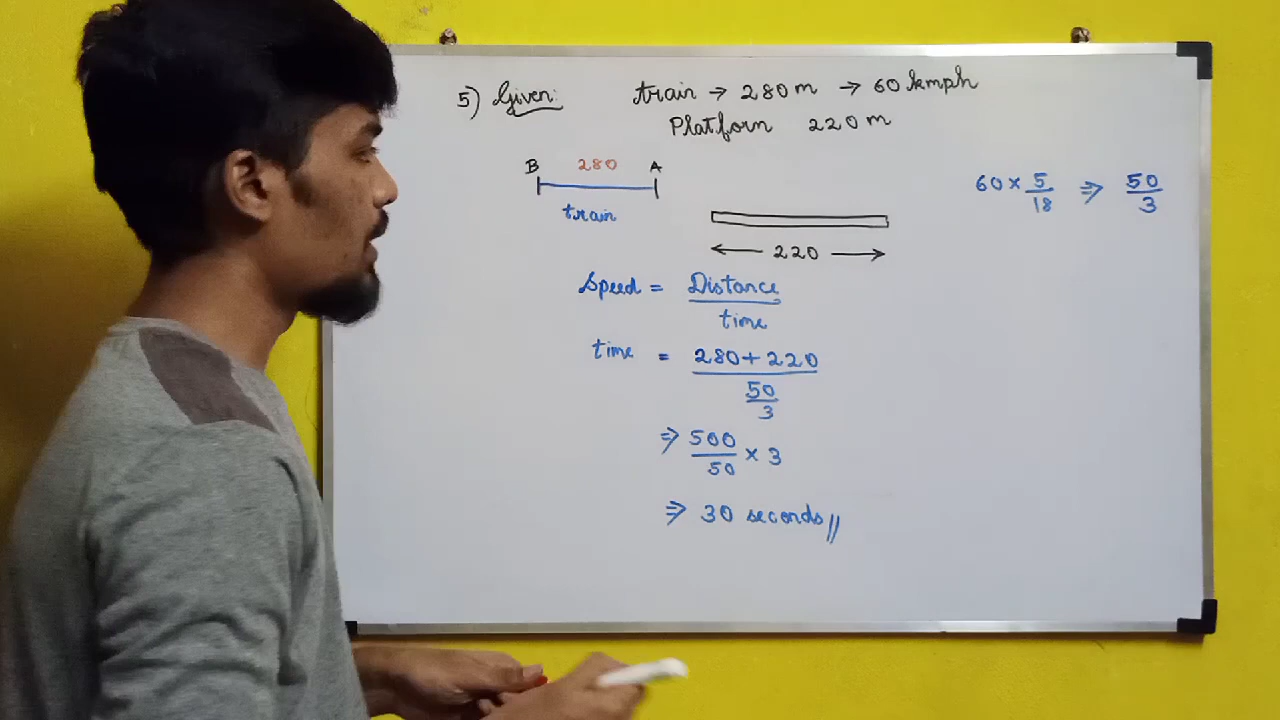 5) Given: train → 280 m → 60 kmph
Platform 220 m
B 280 A
train
60 × 5/18 ⇒ 50/3
← 220 →
Speed = Distance/time
time = 280+220/50/3
⇒ 500/50 × 3
⇒ 30 seconds//